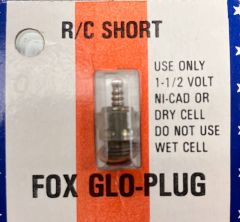 R/C SHORT
USE ONLY
1-1/2 VOLT
NI-CAD OR
DRY CELL
DO NOT USE
WET CELL
FOX GLO-PLUG